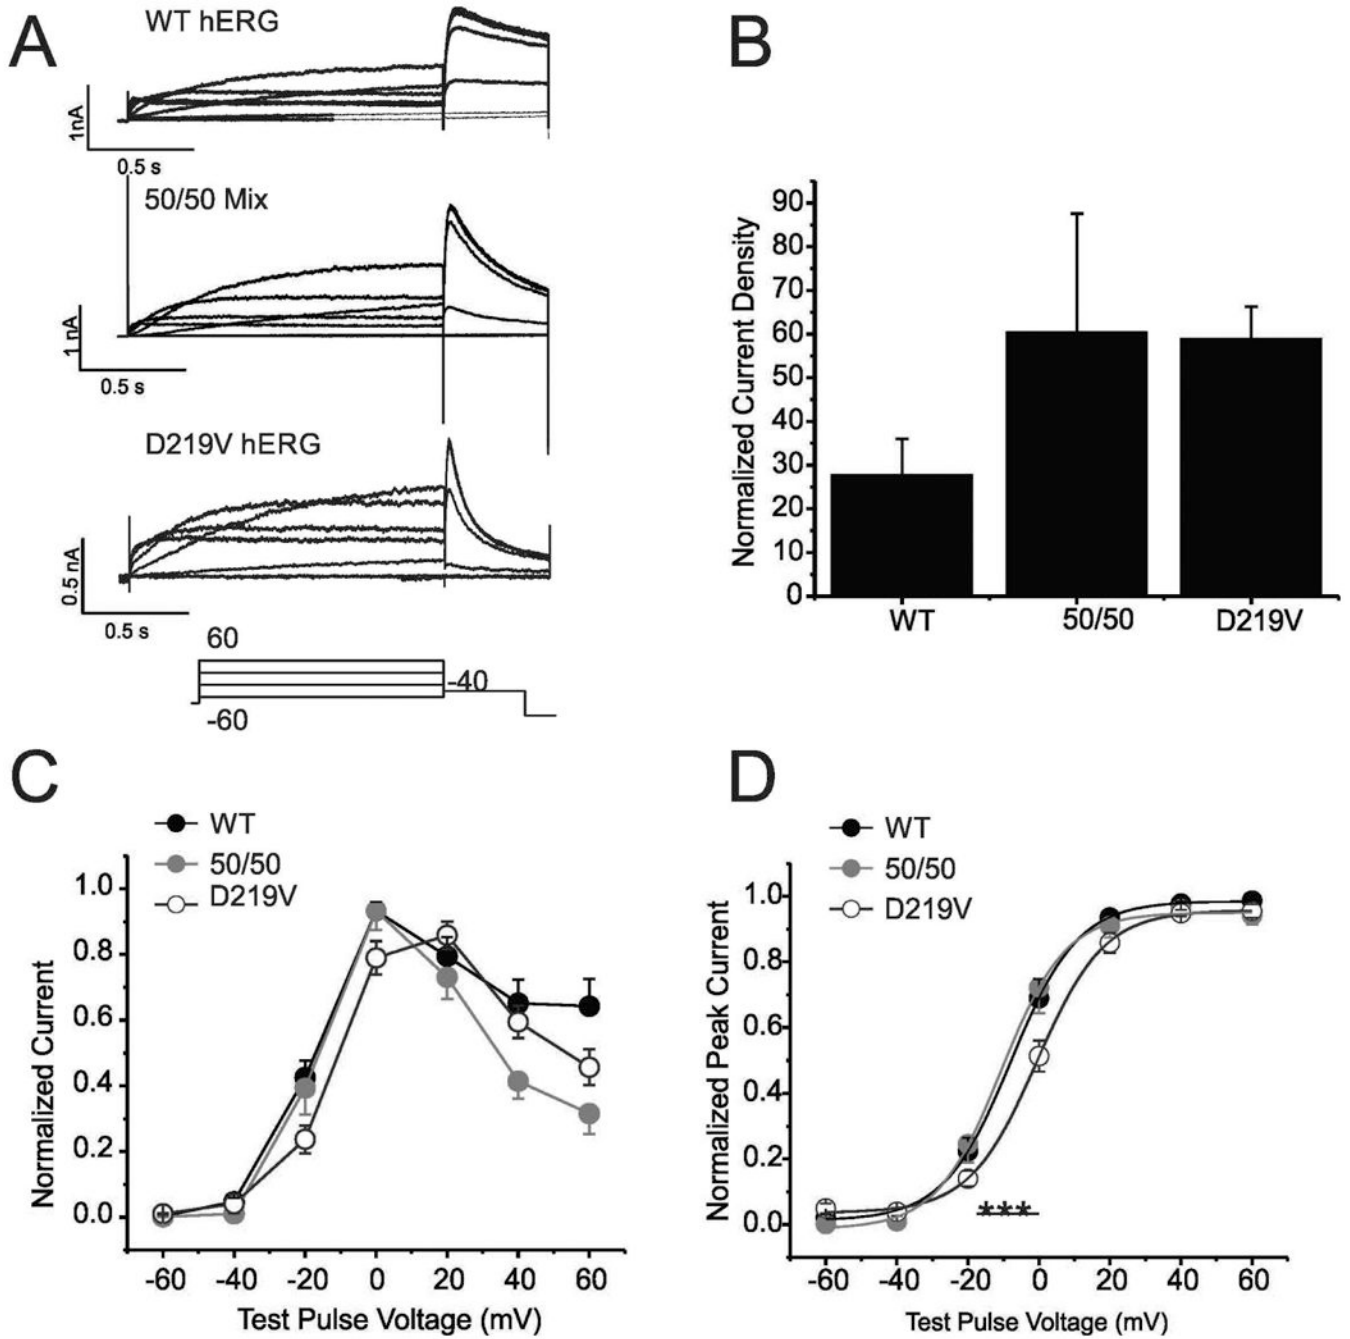 A
WT hERG
1nA
0.5 s
50/50 Mix
1 nA
0.5 s
D219V hERG
0.5 nA
0.5 s
60
-40
-60
B
Normalized Current Density
90
80
70
60
50
40
30
20
10
0
WT 50/50 D219V
C
WT
50/50
D219V
Normalized Current
1.0
0.8
0.6
0.4
0.2
0.0
-60 -40 -20 0 20 40 60
Test Pulse Voltage (mV)
D
WT
50/50
D219V
Normalized Peak Current
1.0
0.8
0.6
0.4
0.2
0.0
***
-60 -40 -20 0 20 40 60
Test Pulse Voltage (mV)